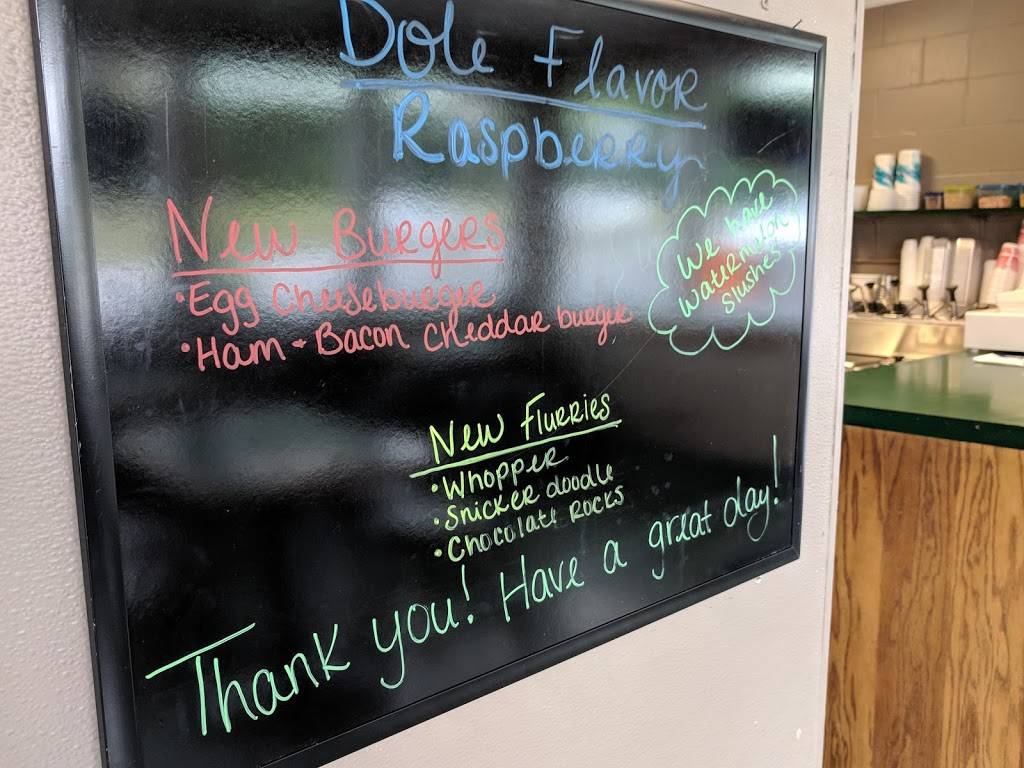 Dole Flavor
Raspberry
New Burgers
• Egg Cheeseburger
• Ham + Bacon Cheddar burger
We have
watermelon
slushes
New Flurries
• Whopper
• Snicker doodle
• Chocolate Rocks
Thank you! Have a great day!